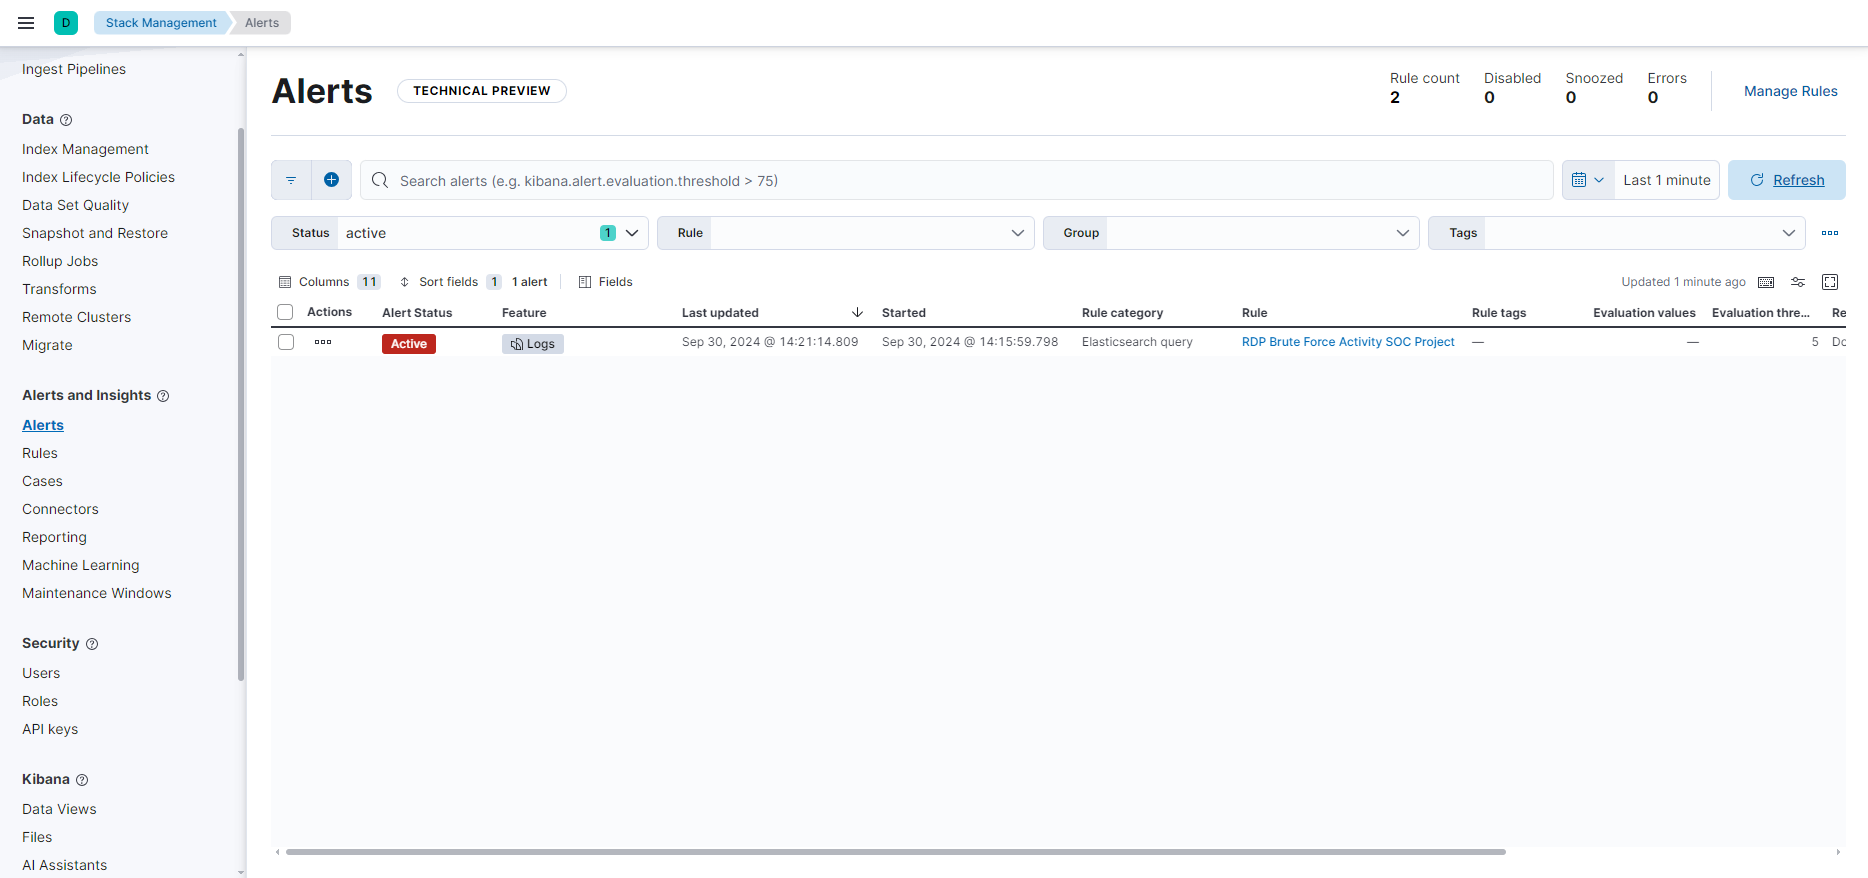 D Stack Management Alerts
Ingest Pipelines
Data
Index Management
Index Lifecycle Policies
Data Set Quality
Snapshot and Restore
Rollup Jobs
Transforms
Remote Clusters
Migrate
Alerts and Insights
Alerts
Rules
Cases
Connectors
Reporting
Machine Learning
Maintenance Windows
Security
Users
Roles
API keys
Kibana
Data Views
Files
AI Assistants
Alerts TECHNICAL PREVIEW
Rule count Disabled Snoozed Errors
2 0 0 0
Manage Rules
Search alerts (e.g. kibana.alert.evaluation.threshold > 75) Last 1 minute Refresh
Status active 1 Rule Group Tags
Columns 11 Sort fields 1 1 alert Fields Updated 1 minute ago
Actions Alert Status Feature Last updated Started Rule category Rule Rule tags Evaluation values Evaluation thre... Re
Active Logs Sep 30, 2024 @ 14:21:14.809 Sep 30, 2024 @ 14:15:59.798 Elasticsearch query RDP Brute Force Activity SOC Project — — 5 Do